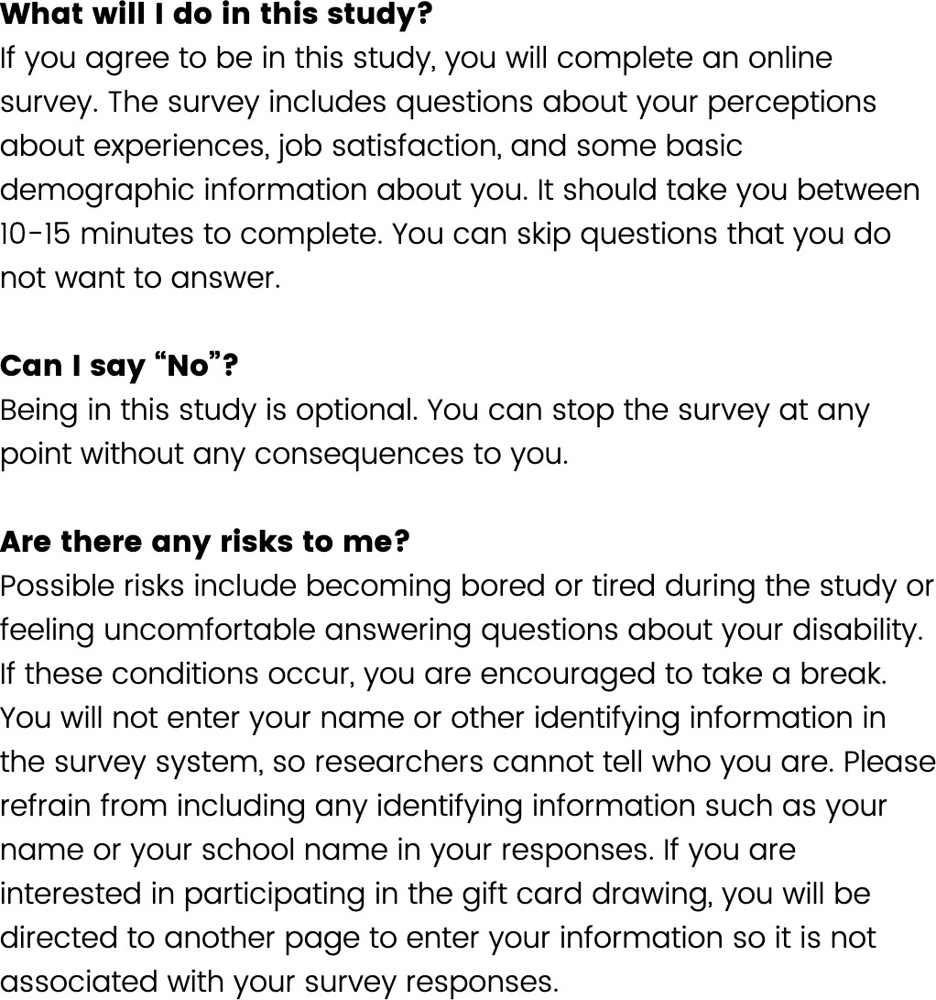 What will I do in this study?
If you agree to be in this study, you will complete an online
survey. The survey includes questions about your perceptions
about experiences, job satisfaction, and some basic
demographic information about you. It should take you between
10-15 minutes to complete. You can skip questions that you do
not want to answer.
Can I say “No”?
Being in this study is optional. You can stop the survey at any
point without any consequences to you.
Are there any risks to me?
Possible risks include becoming bored or tired during the study or
feeling uncomfortable answering questions about your disability.
If these conditions occur, you are encouraged to take a break.
You will not enter your name or other identifying information in
the survey system, so researchers cannot tell who you are. Please
refrain from including any identifying information such as your
name or your school name in your responses. If you are
interested in participating in the gift card drawing, you will be
directed to another page to enter your information so it is not
associated with your survey responses.